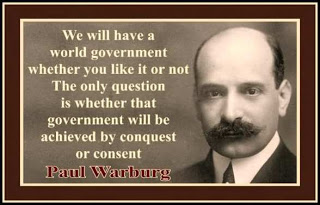 We will have a
world government
whether you like it or not
The only question
is whether that
government will be
achieved by conquest
or consent
Paul Warburg